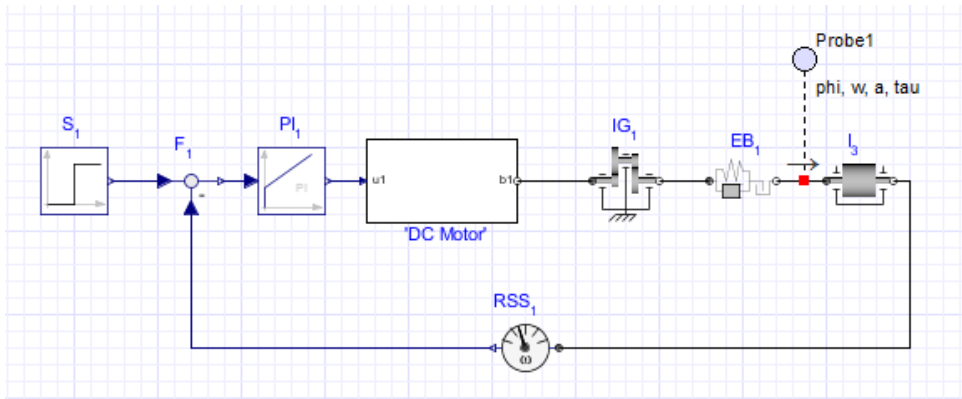 Probe1
phi, w, a, tau
S1
F1
PI1
IG1
EB1
I3
PI
u1
b1
-
'DC Motor'
RSS1
ω